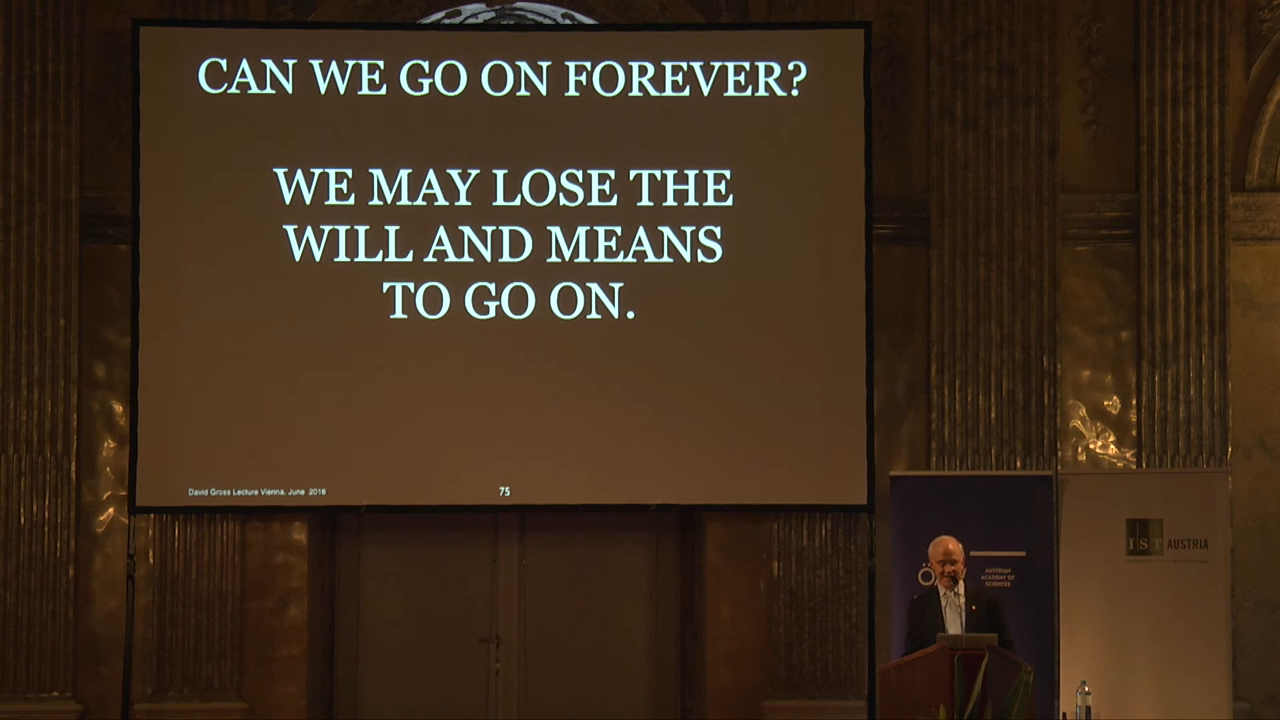 CAN WE GO ON FOREVER?
WE MAY LOSE THE
WILL AND MEANS
TO GO ON.
David Gross Lecture Vienna, June 2016
75
AUSTRIAN
ACADEMY OF
SCIENCES
IST AUSTRIA